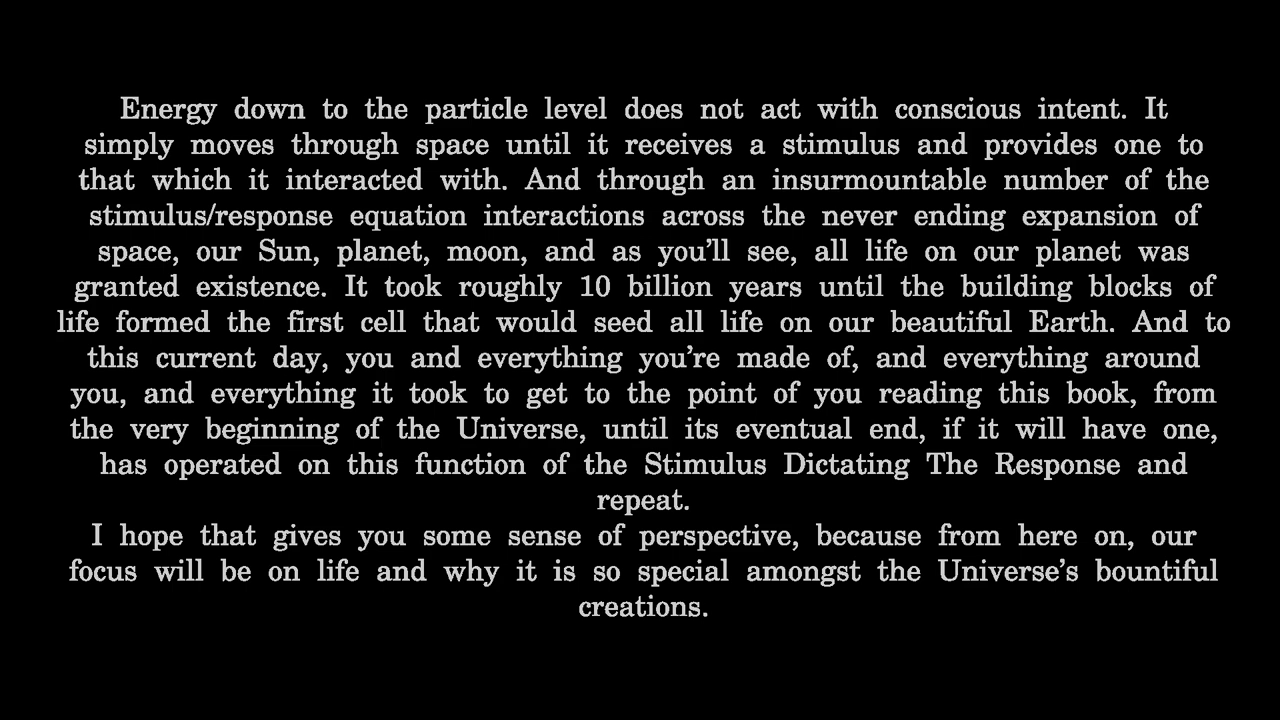 Energy down to the particle level does not act with conscious intent. It
simply moves through space until it receives a stimulus and provides one to
that which it interacted with. And through an insurmountable number of the
stimulus/response equation interactions across the never ending expansion of
space, our Sun, planet, moon, and as you’ll see, all life on our planet was
granted existence. It took roughly 10 billion years until the building blocks of
life formed the first cell that would seed all life on our beautiful Earth. And to
this current day, you and everything you’re made of, and everything around
you, and everything it took to get to the point of you reading this book, from
the very beginning of the Universe, until its eventual end, if it will have one,
has operated on this function of the Stimulus Dictating The Response and
repeat.
I hope that gives you some sense of perspective, because from here on, our
focus will be on life and why it is so special amongst the Universe’s bountiful
creations.